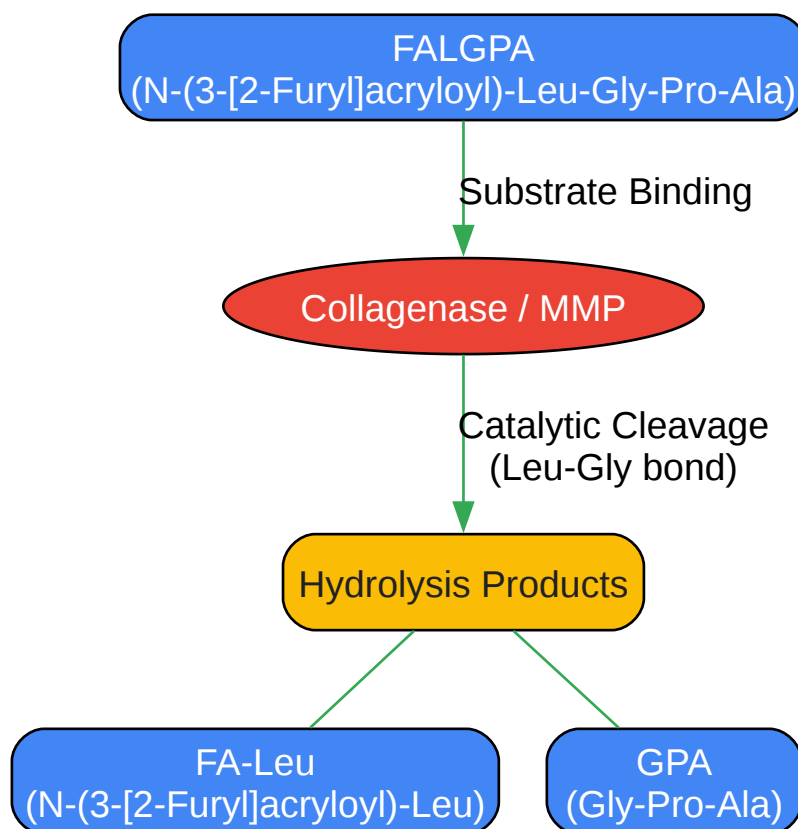 FALGPA
(N-(3-[2-Furyl]acryloyl)-Leu-Gly-Pro-Ala)
Substrate Binding
Collagenase / MMP
Catalytic Cleavage
(Leu-Gly bond)
Hydrolysis Products
FA-Leu
(N-(3-[2-Furyl]acryloyl)-Leu)
GPA
(Gly-Pro-Ala)